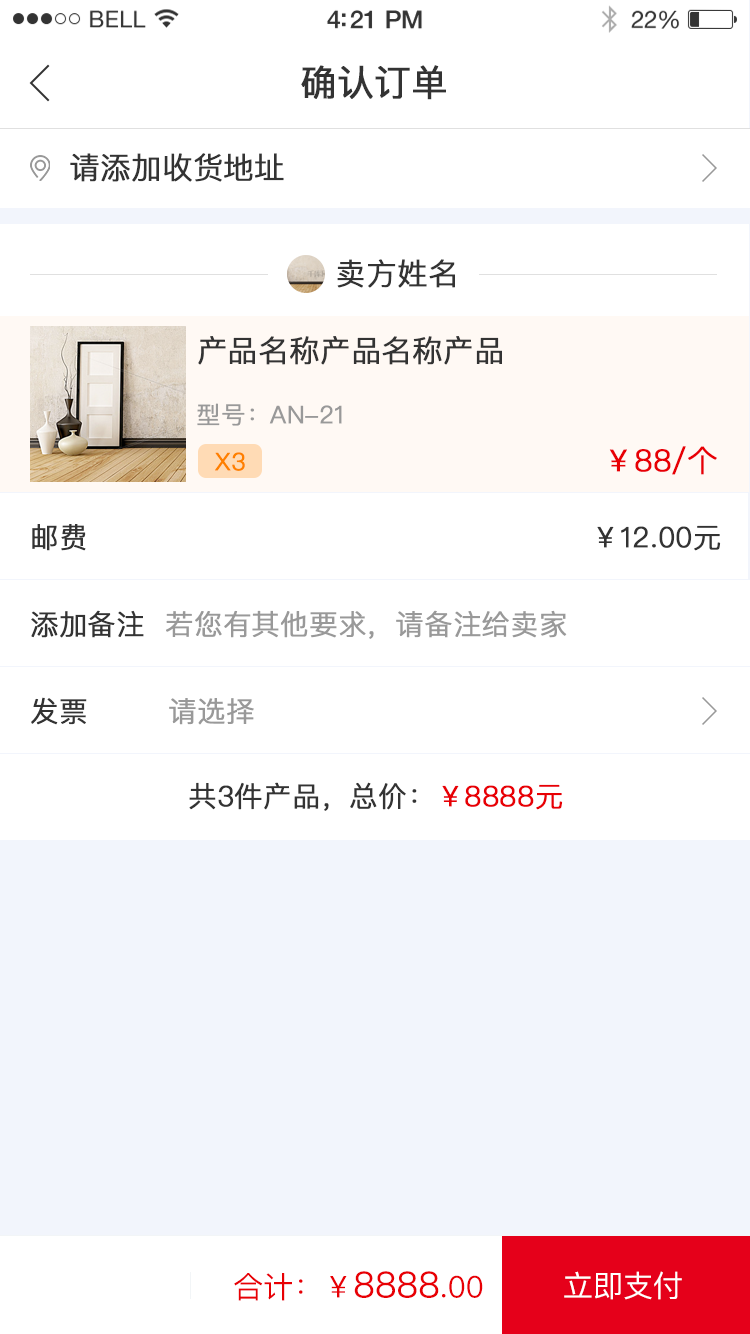 BELL 4:21 PM 22%
确认订单
请添加收货地址
卖方姓名
产品名称产品名称产品
型号：AN–21
X3 ￥88/个
邮费 ￥12.00元
添加备注 若您有其他要求，请备注给卖家
发票 请选择
共3件产品，总价：￥8888元
合计：￥8888.00 立即支付